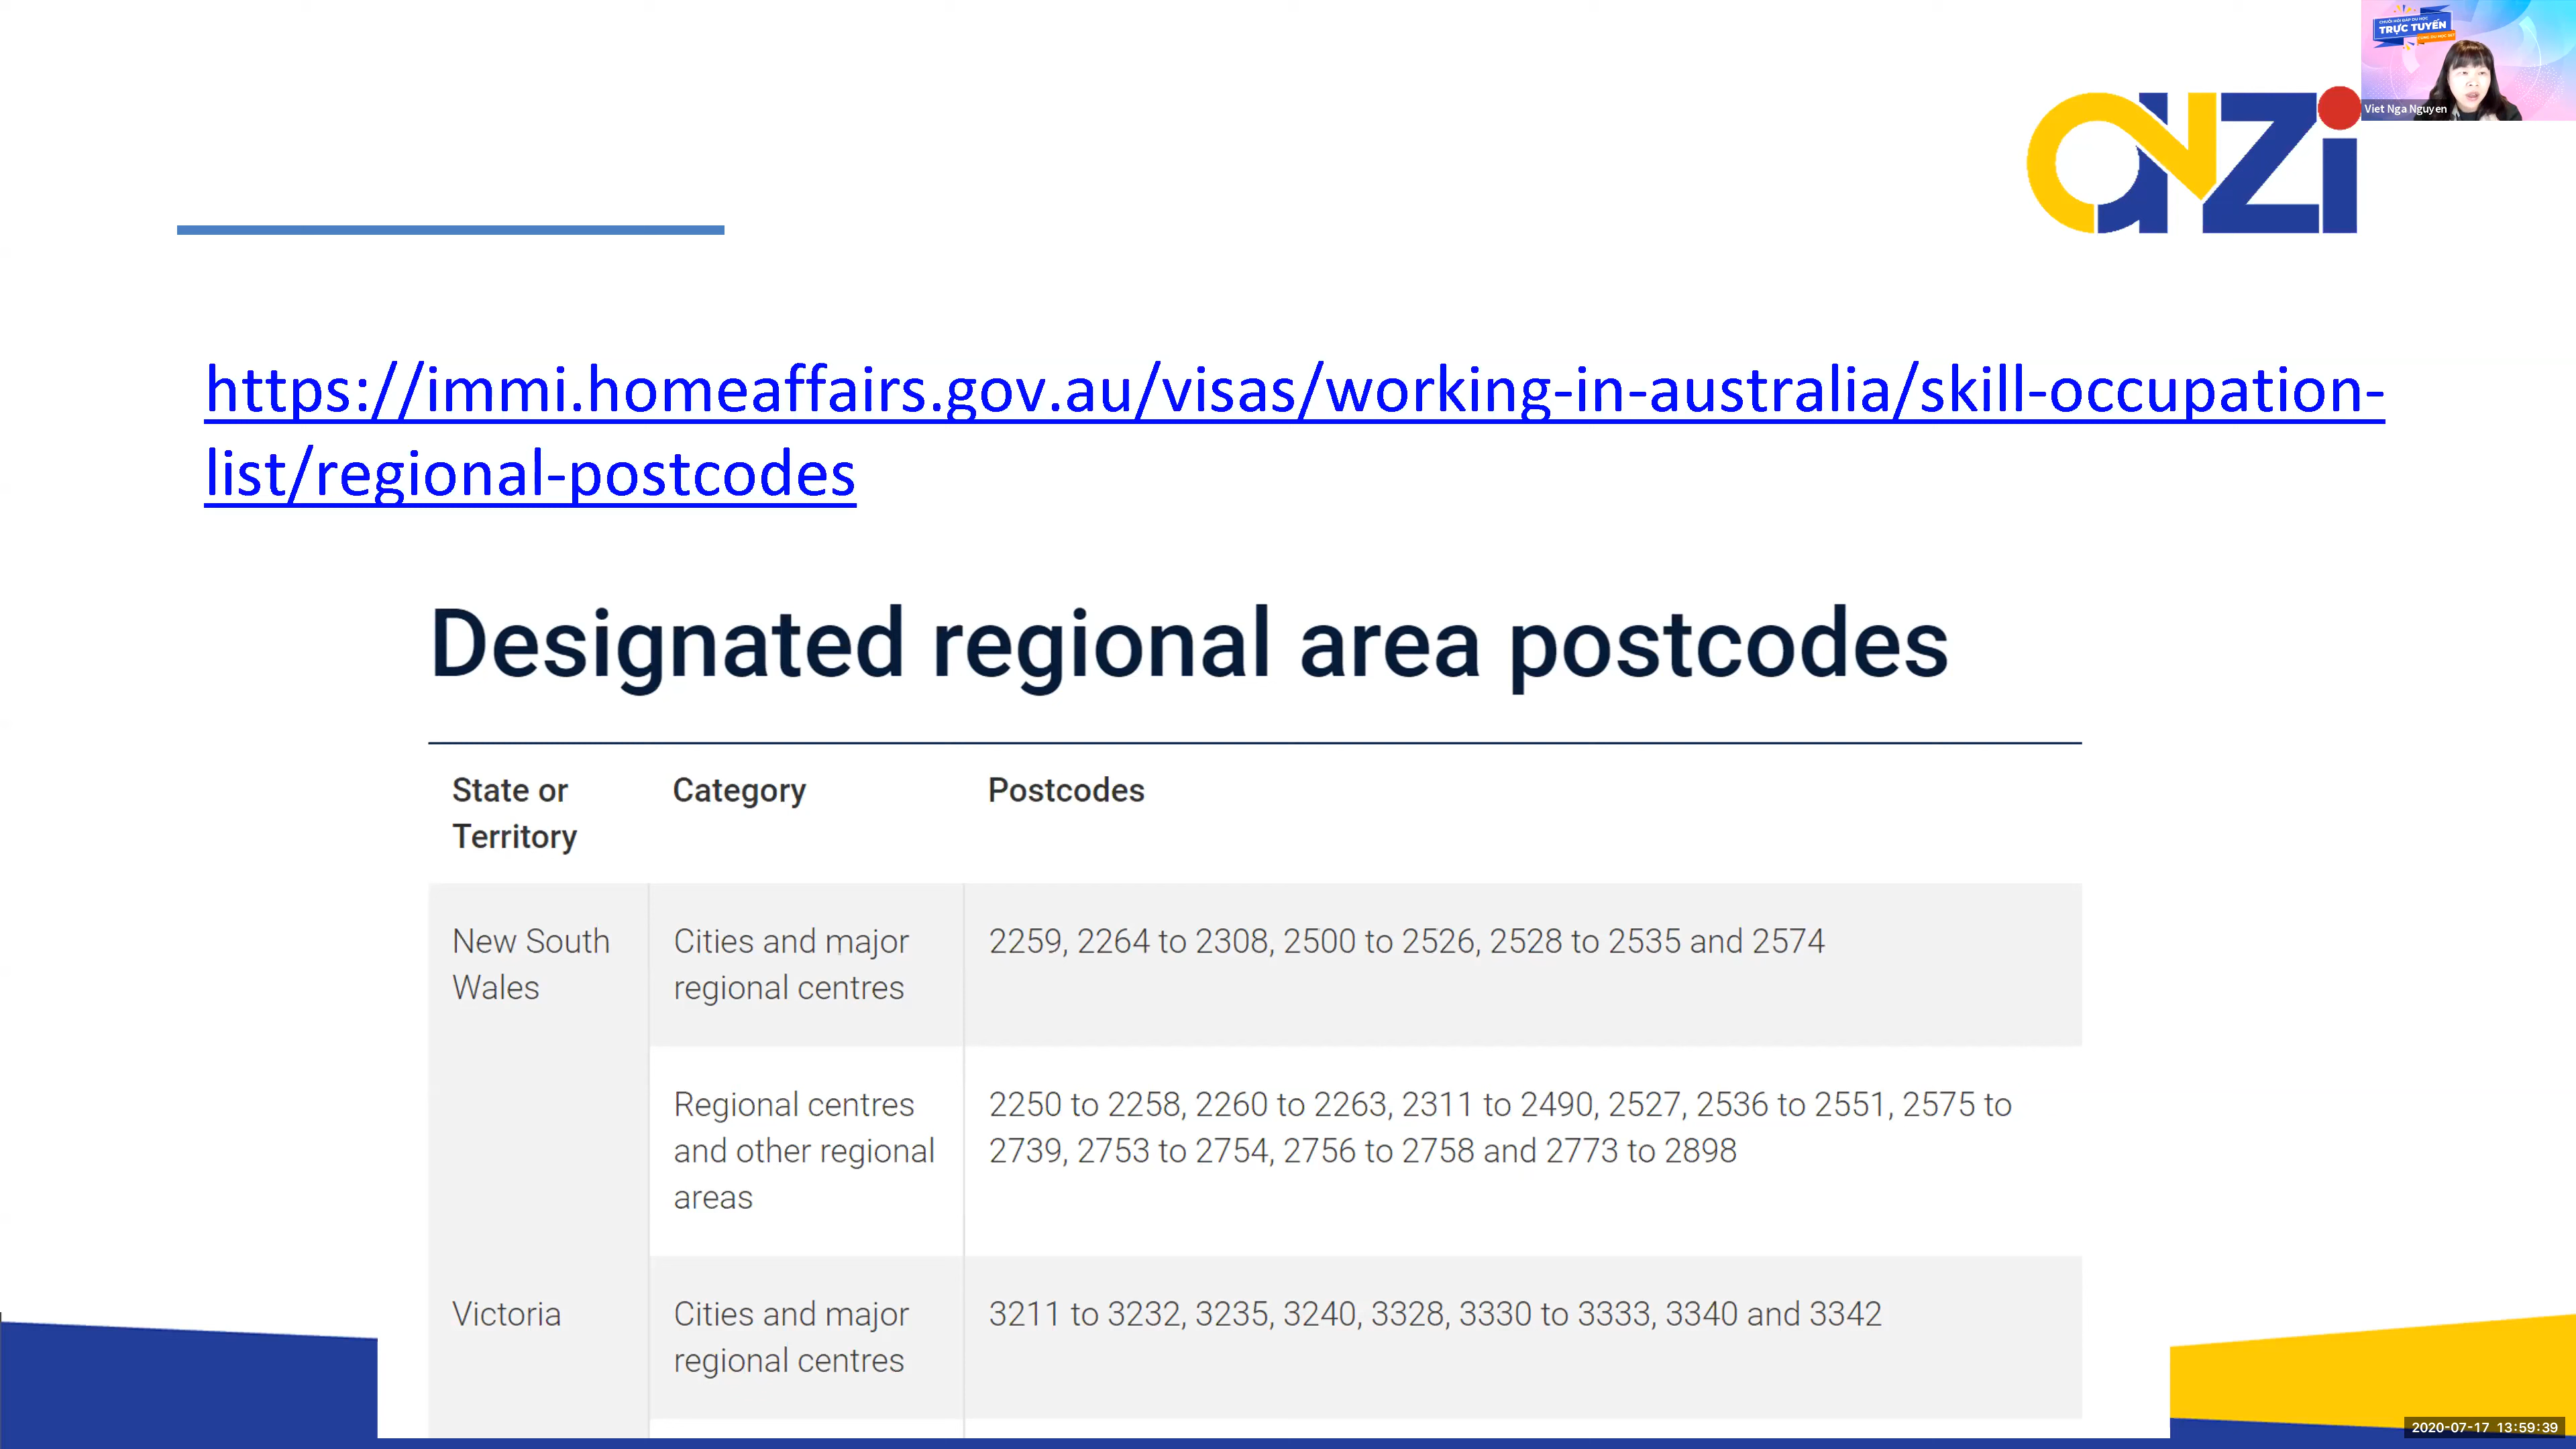 CHUỖI HỎI ĐÁP DU HỌC
TRỰC TUYẾN
Viet Nga Nguyen
anzi
https://immi.homeaffairs.gov.au/visas/working-in-australia/skill-occupation-
list/regional-postcodes
Designated regional area postcodes
State or
Territory
Category
Postcodes
New South
Wales
Cities and major
regional centres
2259, 2264 to 2308, 2500 to 2526, 2528 to 2535 and 2574
Regional centres
and other regional
areas
2250 to 2258, 2260 to 2263, 2311 to 2490, 2527, 2536 to 2551, 2575 to
2739, 2753 to 2754, 2756 to 2758 and 2773 to 2898
Victoria
Cities and major
regional centres
3211 to 3232, 3235, 3240, 3328, 3330 to 3333, 3340 and 3342
2020-07-17 13:59:39